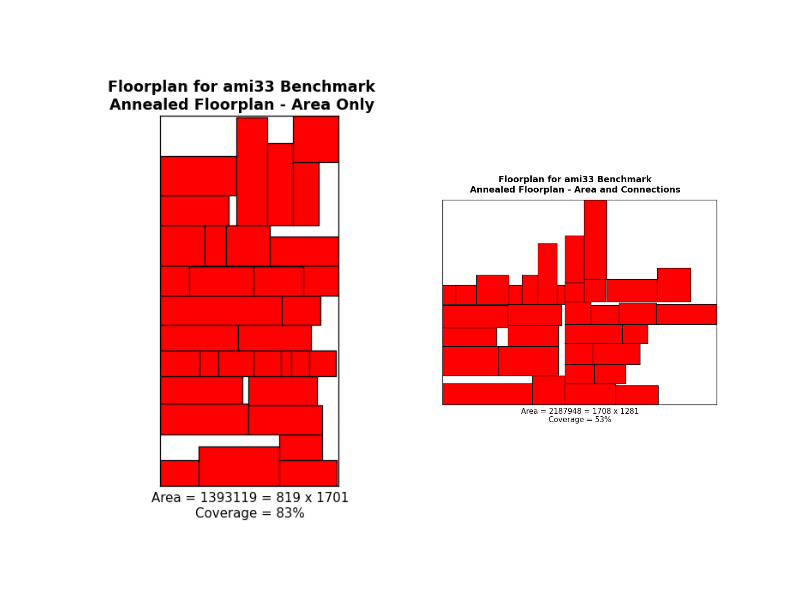 Floorplan for ami33 Benchmark
Annealed Floorplan - Area Only
Area = 1393119 = 819 x 1701
Coverage = 83%
Floorplan for ami33 Benchmark
Annealed Floorplan - Area and Connections
Area = 2187948 = 1708 x 1281
Coverage = 53%